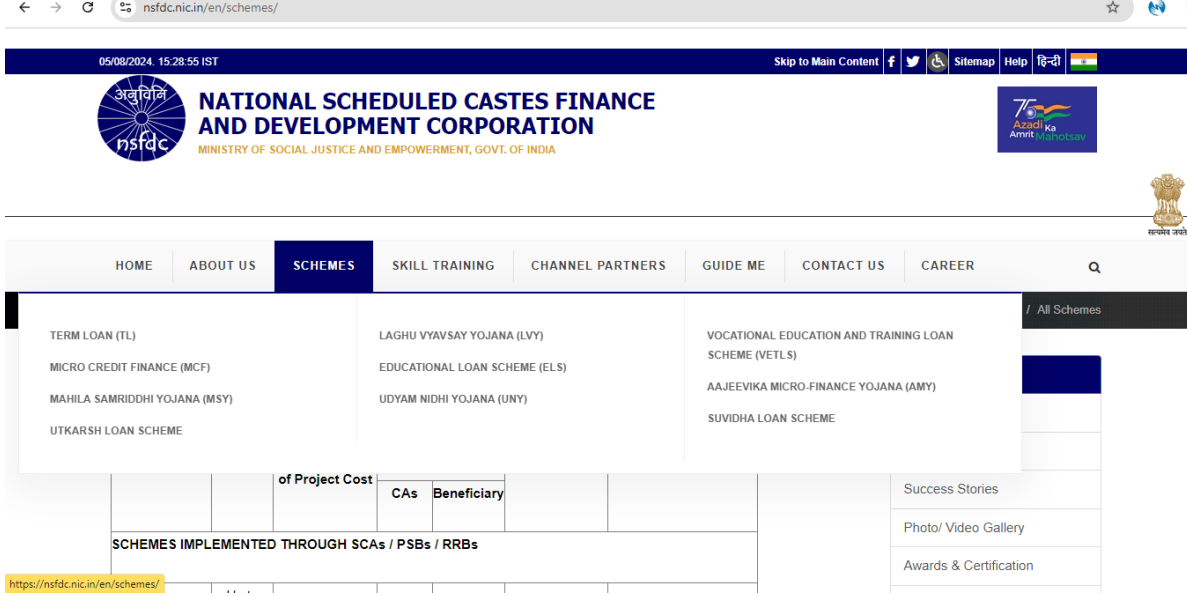 nsfdc.nic.in/en/schemes/
05/08/2024. 15:28:55 IST
Skip to Main Content
Sitemap
Help
हिन्दी
अनुविनि
nsfdc
NATIONAL SCHEDULED CASTES FINANCE
AND DEVELOPMENT CORPORATION
MINISTRY OF SOCIAL JUSTICE AND EMPOWERMENT, GOVT. OF INDIA
75
Azadi Ka
Amrit Mahotsav
सत्यमेव जयते
HOME
ABOUT US
SCHEMES
SKILL TRAINING
CHANNEL PARTNERS
GUIDE ME
CONTACT US
CAREER
/ All Schemes
TERM LOAN (TL)
MICRO CREDIT FINANCE (MCF)
MAHILA SAMRIDDHI YOJANA (MSY)
UTKARSH LOAN SCHEME
LAGHU VYAVSAY YOJANA (LVY)
EDUCATIONAL LOAN SCHEME (ELS)
UDYAM NIDHI YOJANA (UNY)
VOCATIONAL EDUCATION AND TRAINING LOAN
SCHEME (VETLS)
AAJEEVIKA MICRO-FINANCE YOJANA (AMY)
SUVIDHA LOAN SCHEME
of Project Cost
CAs
Beneficiary
SCHEMES IMPLEMENTED THROUGH SCAs / PSBs / RRBs
Success Stories
Photo/ Video Gallery
Awards & Certification
https://nsfdc.nic.in/en/schemes/